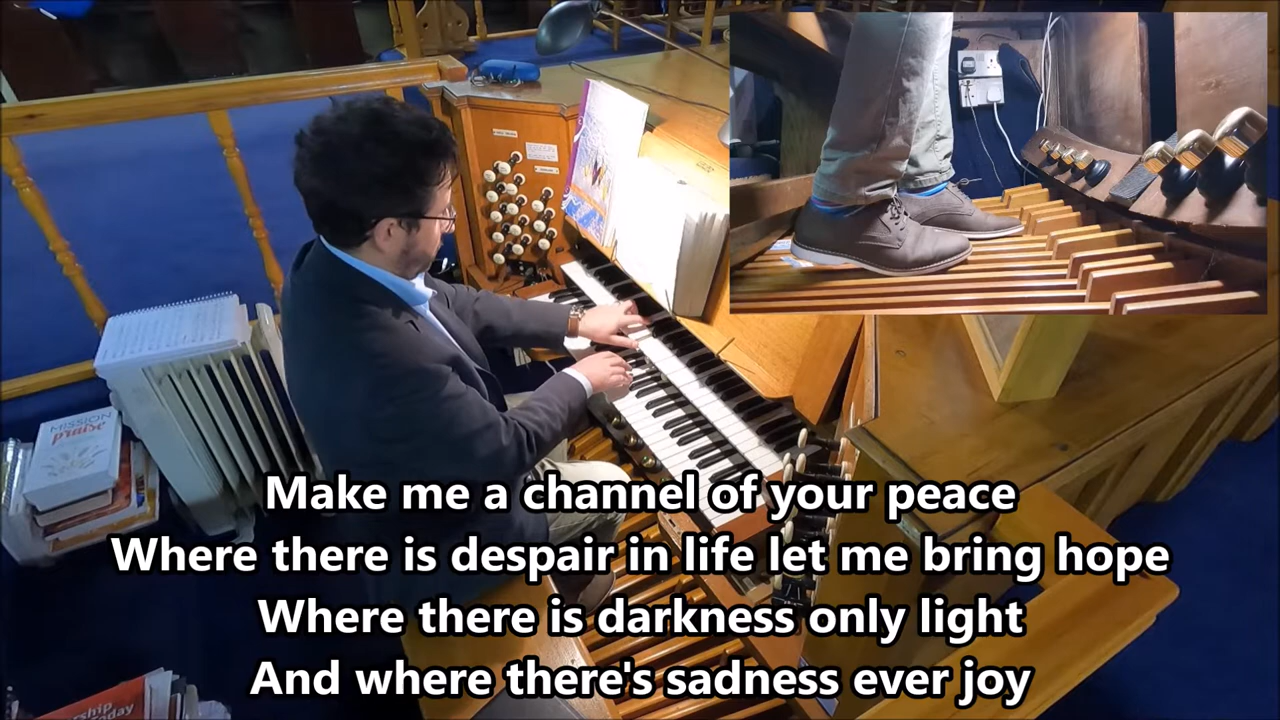 MISSION
praise
Make me a channel of your peace
Where there is despair in life let me bring hope
Where there is darkness only light
And where there's sadness ever joy